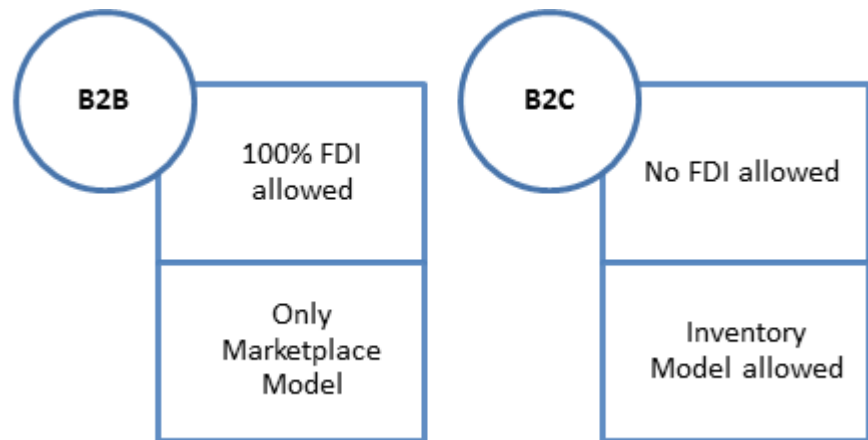 B2B
100% FDI
allowed
Only
Marketplace
Model
B2C
No FDI allowed
Inventory
Model allowed